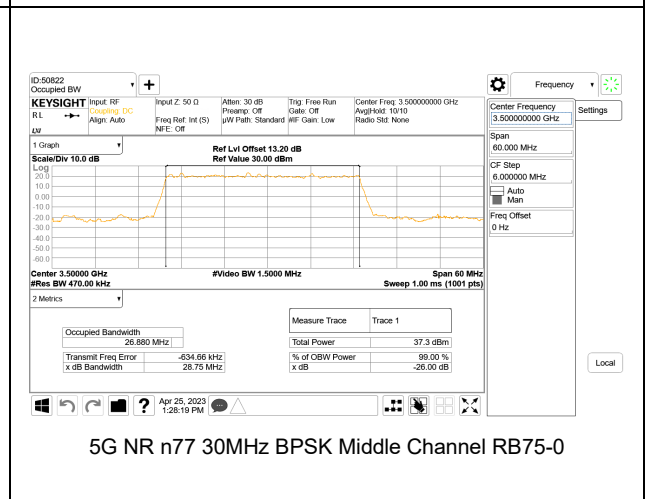 ID:50822
Occupied BW
+
Frequency
KEYSIGHT
R L
Input: RF
Coupling: DC
Align: Auto
Input Z: 50 Ω
Freq Ref: Int (S)
NFE: Off
Atten: 30 dB
Preamp: Off
µW Path: Standard
Trig: Free Run
Gate: Off
#IF Gain: Low
Center Freq: 3.500000000 GHz
Avg|Hold: 10/10
Radio Std: None
Center Frequency
3.500000000 GHz
Settings
Span
60.000 MHz
CF Step
6.000000 MHz
Auto
Man
Freq Offset
0 Hz
Local
1 Graph
Scale/Div 10.0 dB
Ref Lvl Offset 13.20 dB
Ref Value 30.00 dBm
Log
20.0
10.0
0.00
-10.0
-20.0
-30.0
-40.0
-50.0
-60.0
Center 3.50000 GHz
#Video BW 1.5000 MHz
Span 60 MHz
#Res BW 470.00 kHz
Sweep 1.00 ms (1001 pts)
2 Metrics
Measure Trace Trace 1
Occupied Bandwidth
26.880 MHz
Total Power 37.3 dBm
Transmit Freq Error -634.66 kHz
% of OBW Power 99.00 %
x dB Bandwidth 28.75 MHz
x dB -26.00 dB
?
Apr 25, 2023
1:28:19 PM
5G NR n77 30MHz BPSK Middle Channel RB75-0